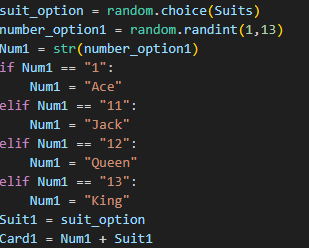 suit_option = random.choice(Suits)
number_option1 = random.randint(1,13)
Num1 = str(number_option1)
if Num1 == "1":
    Num1 = "Ace"
elif Num1 == "11":
    Num1 = "Jack"
elif Num1 == "12":
    Num1 = "Queen"
elif Num1 == "13":
    Num1 = "King"
Suit1 = suit_option
Card1 = Num1 + Suit1